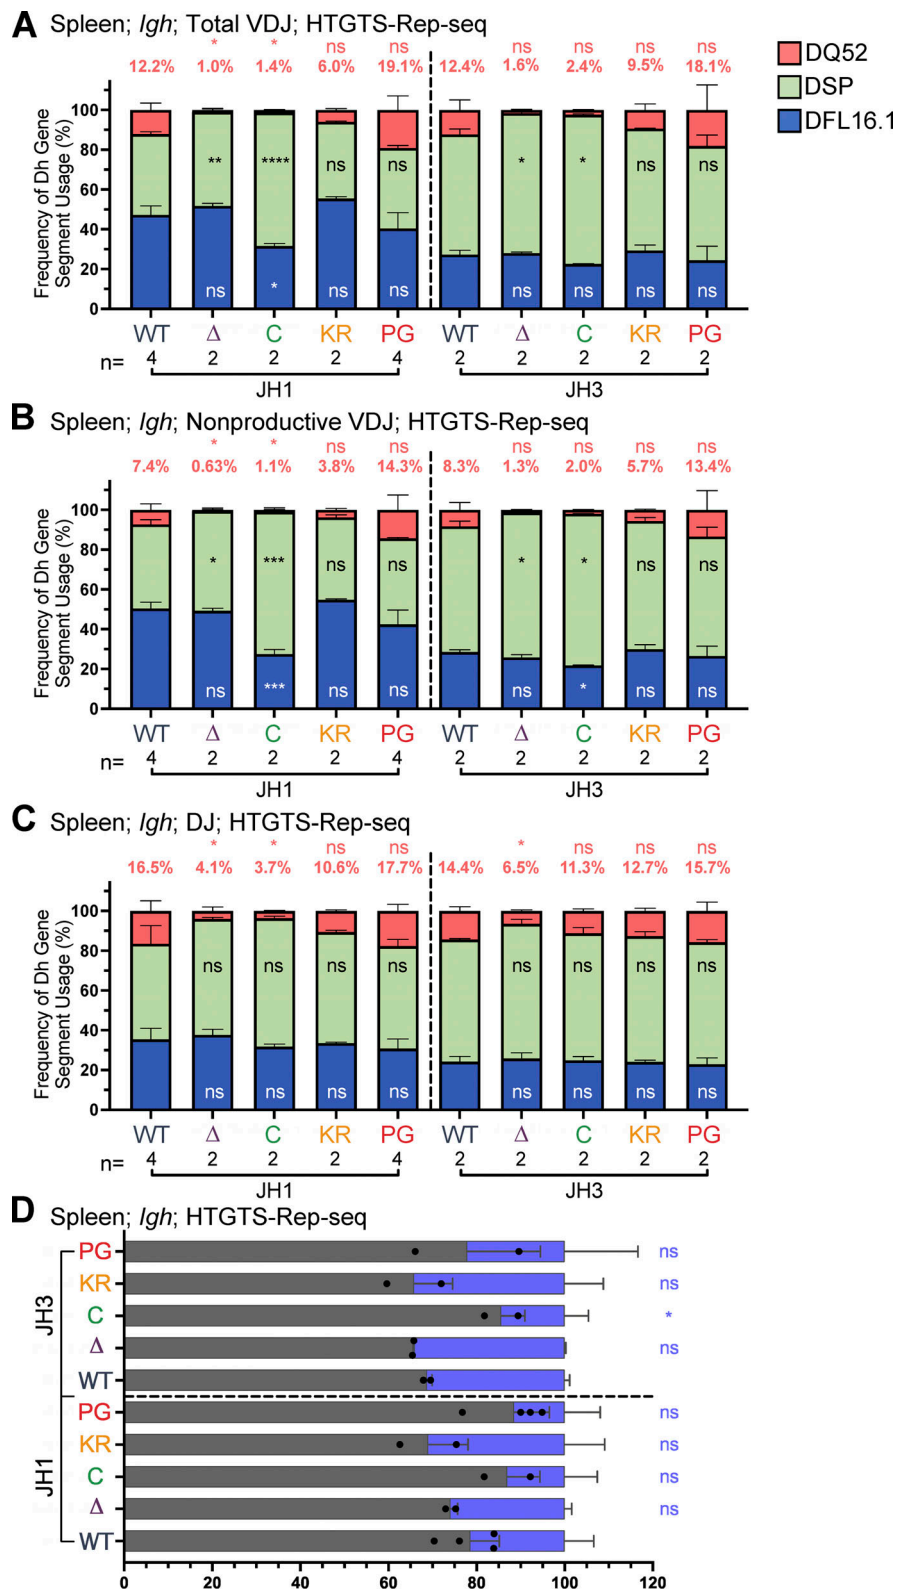 A Spleen; Igh; Total VDJ; HTGTS-Rep-seq
* * ns ns ns ns ns ns
12.2% 1.0% 1.4% 6.0% 19.1% 12.4% 1.6% 2.4% 9.5% 18.1%
DQ52
DSP
DFL16.1
Frequency of Dh Gene
Segment Usage (%)
100
80
60
40
20
0
** **** ns ns * * ns ns
ns * ns ns ns ns ns ns
WT Δ C KR PG WT Δ C KR PG
n= 4 2 2 2 4 2 2 2 2 2
JH1 JH3
B Spleen; Igh; Nonproductive VDJ; HTGTS-Rep-seq
* * ns ns ns ns ns ns
7.4% 0.63% 1.1% 3.8% 14.3% 8.3% 1.3% 2.0% 5.7% 13.4%
Frequency of Dh Gene
Segment Usage (%)
100
80
60
40
20
0
* *** ns ns * * ns ns
ns *** ns ns ns * ns ns
WT Δ C KR PG WT Δ C KR PG
n= 4 2 2 2 4 2 2 2 2 2
JH1 JH3
C Spleen; Igh; DJ; HTGTS-Rep-seq
* * ns ns * ns ns ns
16.5% 4.1% 3.7% 10.6% 17.7% 14.4% 6.5% 11.3% 12.7% 15.7%
Frequency of Dh Gene
Segment Usage (%)
100
80
60
40
20
0
ns ns ns ns ns ns ns ns
ns ns ns ns ns ns ns ns
WT Δ C KR PG WT Δ C KR PG
n= 4 2 2 2 4 2 2 2 2 2
JH1 JH3
D Spleen; Igh; HTGTS-Rep-seq
JH3
PG ns
KR ns
C *
Δ ns
WT
JH1
PG ns
KR ns
C ns
Δ ns
WT
0 20 40 60 80 100 120